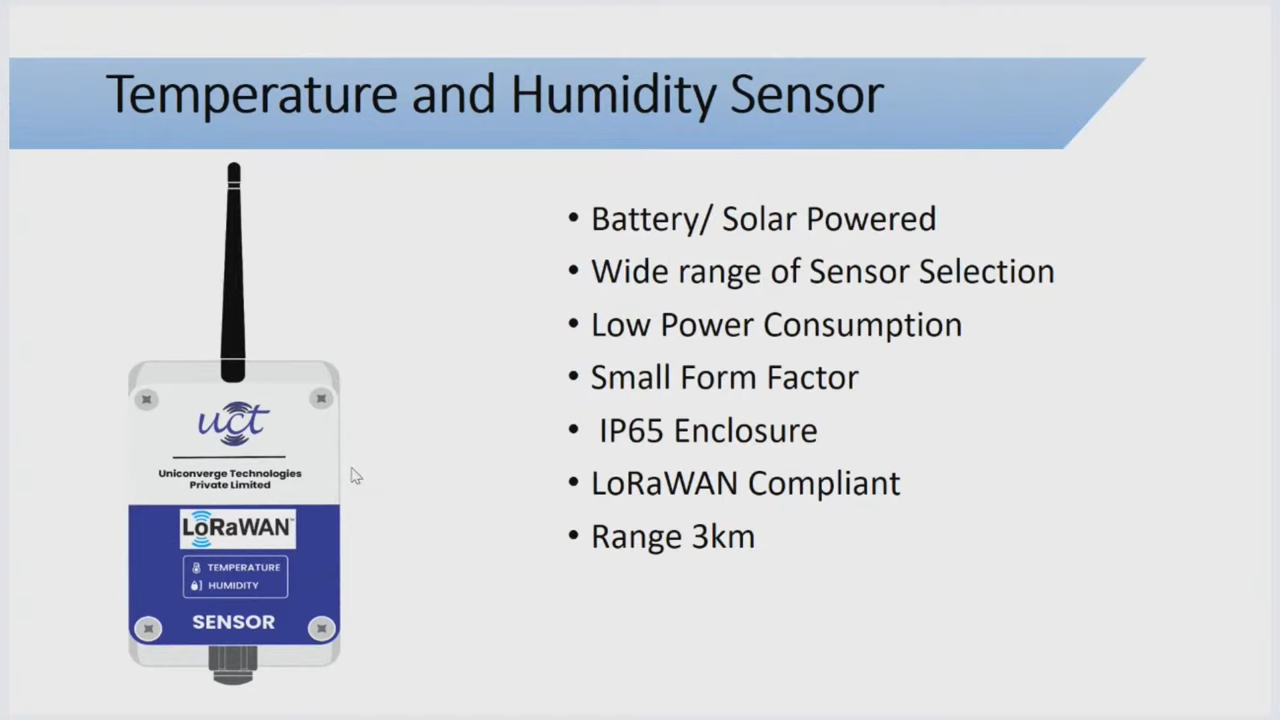 Temperature and Humidity Sensor
• Battery/ Solar Powered
• Wide range of Sensor Selection
• Low Power Consumption
• Small Form Factor
• IP65 Enclosure
• LoRaWAN Compliant
• Range 3km
uct
Uniconverge Technologies
Private Limited
LoRaWAN™
TEMPERATURE
HUMIDITY
SENSOR